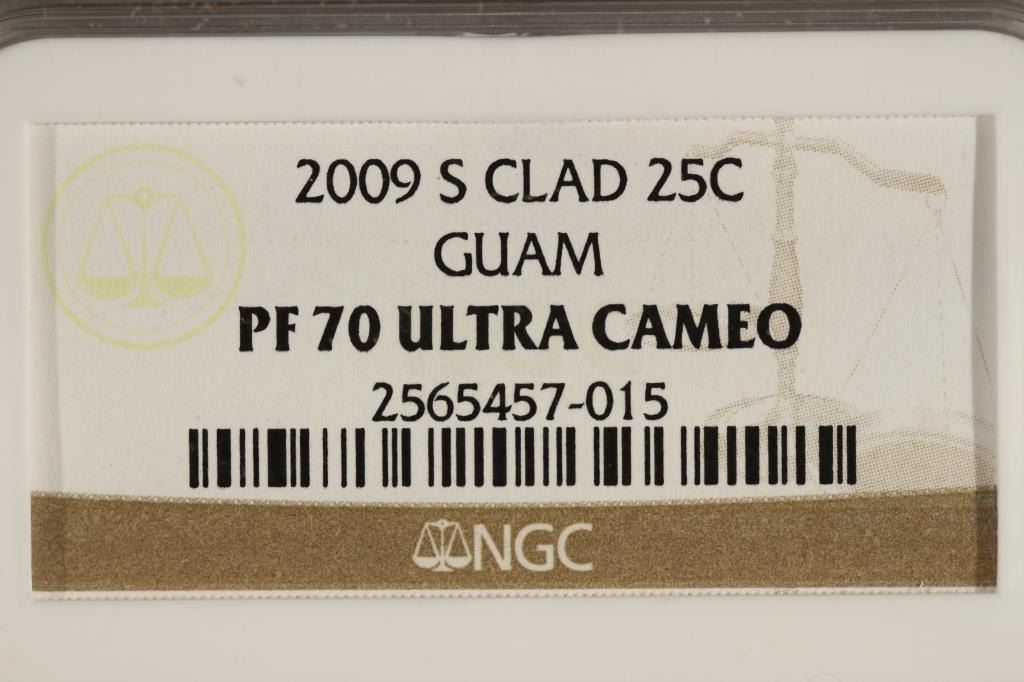 2009 S CLAD 25C
GUAM
PF 70 ULTRA CAMEO
2565457-015
NGC